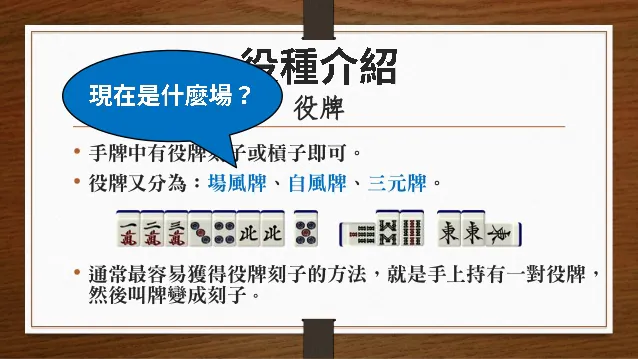 役種介紹
現在是什麼場？
役牌
手牌中有役牌刻子或槓子即可。
役牌又分為：場風牌、自風牌、三元牌。
一萬 二萬 三萬 北 北 東 東 東
通常最容易獲得役牌刻子的方法，就是手上持有一對役牌，
然後叫牌變成刻子。